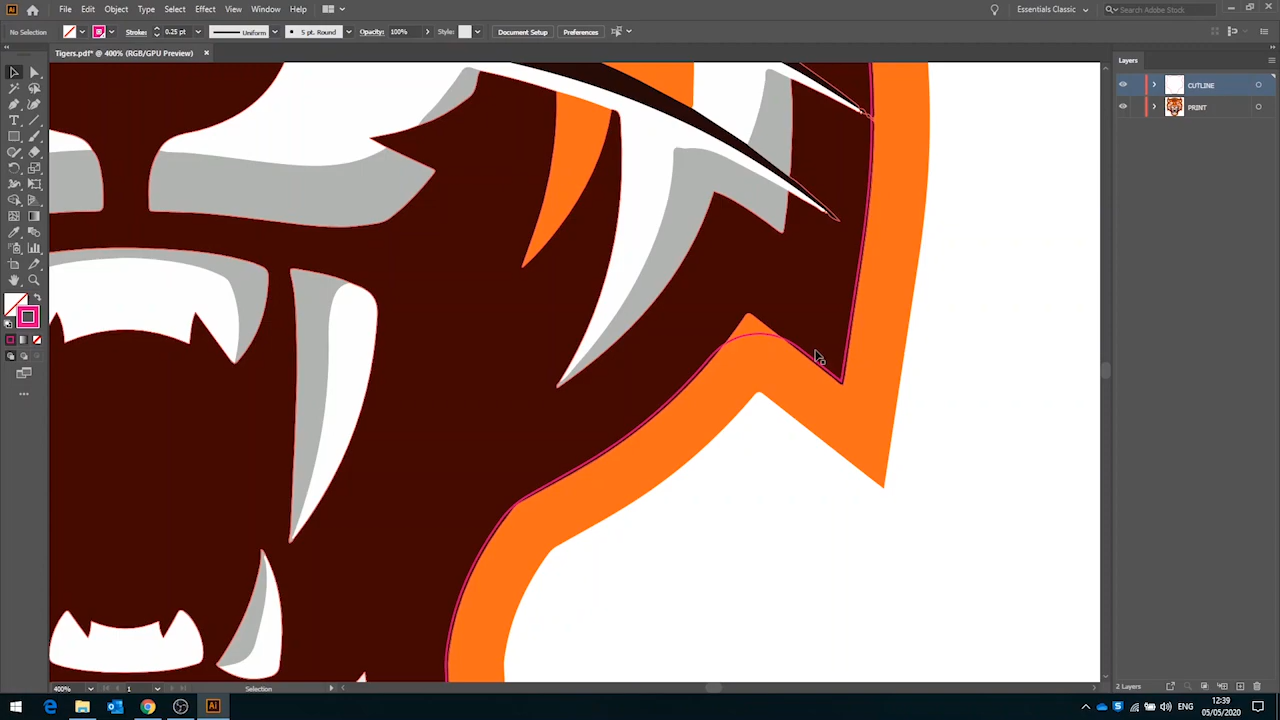 Ai File Edit Object Type Select Effect View Window Help Essentials Classic Search Adobe Stock
No Selection Stroke: 0.25 pt Uniform 5 pt. Round Opacity: 100% Style: Document Setup Preferences
Tigers.pdf* @ 400% (RGB/GPU Preview) ×
Layers
CUTLINE
PRINT
400% 1 Selection
2 Layers
Ai ENG 12:39
05/05/2020